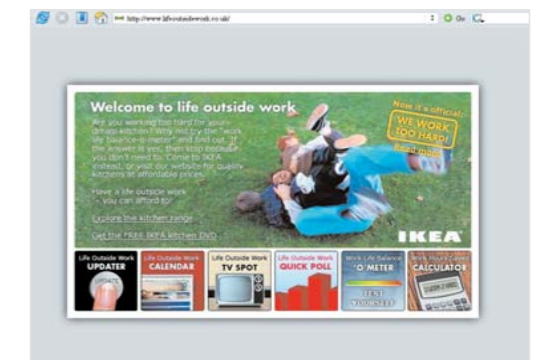 http://www.lifeoutsidework.co.uk/
Go
Welcome to life outside work
Are you working too hard for your
dream kitchen? Why not try the "work
life balance-o-meter" and find out. If
the answer is yes, then stop because
you don't need to. Come to IKEA
instead, or visit our website for quality
kitchens at affordable prices.
Have a life outside work
- you can afford to!
Explore the kitchen range
Get the FREE IKEA kitchen DVD
Now it's official:
WE WORK
TOO HARD!
Read more
IKEA
Life Outside Work
UPDATER
UPDATE
Life Outside Work
CALENDAR
Life Outside Work
TV SPOT
Life Outside Work
QUICK POLL
Work Life Balance
'O'METER
TEST
YOURSELF
Work Hours Saved
CALCULATOR